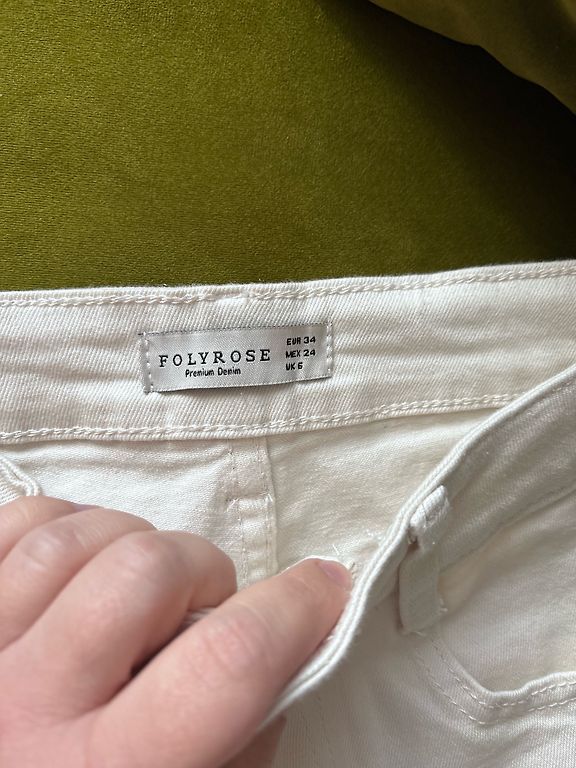 FOLYROSE
Premium Denim
EUR 34
MEX 24
UK 6